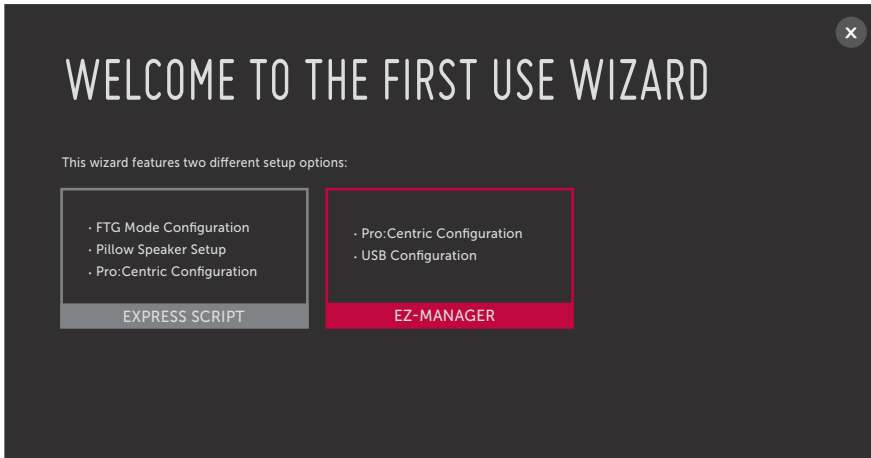 X
WELCOME TO THE FIRST USE WIZARD
This wizard features two different setup options:
· FTG Mode Configuration
· Pillow Speaker Setup
· Pro:Centric Configuration
EXPRESS SCRIPT
· Pro:Centric Configuration
· USB Configuration
EZ-MANAGER